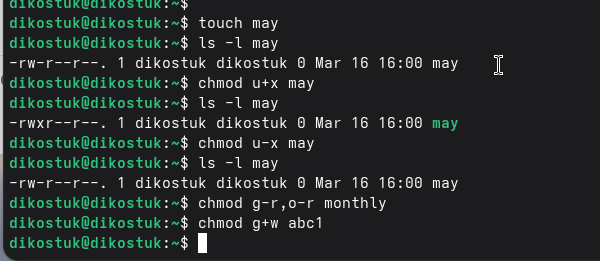 dikostuk@dikostuk:~$
dikostuk@dikostuk:~$ touch may
dikostuk@dikostuk:~$ ls -l may
-rw-r--r--. 1 dikostuk dikostuk 0 Mar 16 16:00 may
dikostuk@dikostuk:~$ chmod u+x may
dikostuk@dikostuk:~$ ls -l may
-rwxr--r--. 1 dikostuk dikostuk 0 Mar 16 16:00 may
dikostuk@dikostuk:~$ chmod u-x may
dikostuk@dikostuk:~$ ls -l may
-rw-r--r--. 1 dikostuk dikostuk 0 Mar 16 16:00 may
dikostuk@dikostuk:~$ chmod g-r,o-r monthly
dikostuk@dikostuk:~$ chmod g+w abc1
dikostuk@dikostuk:~$